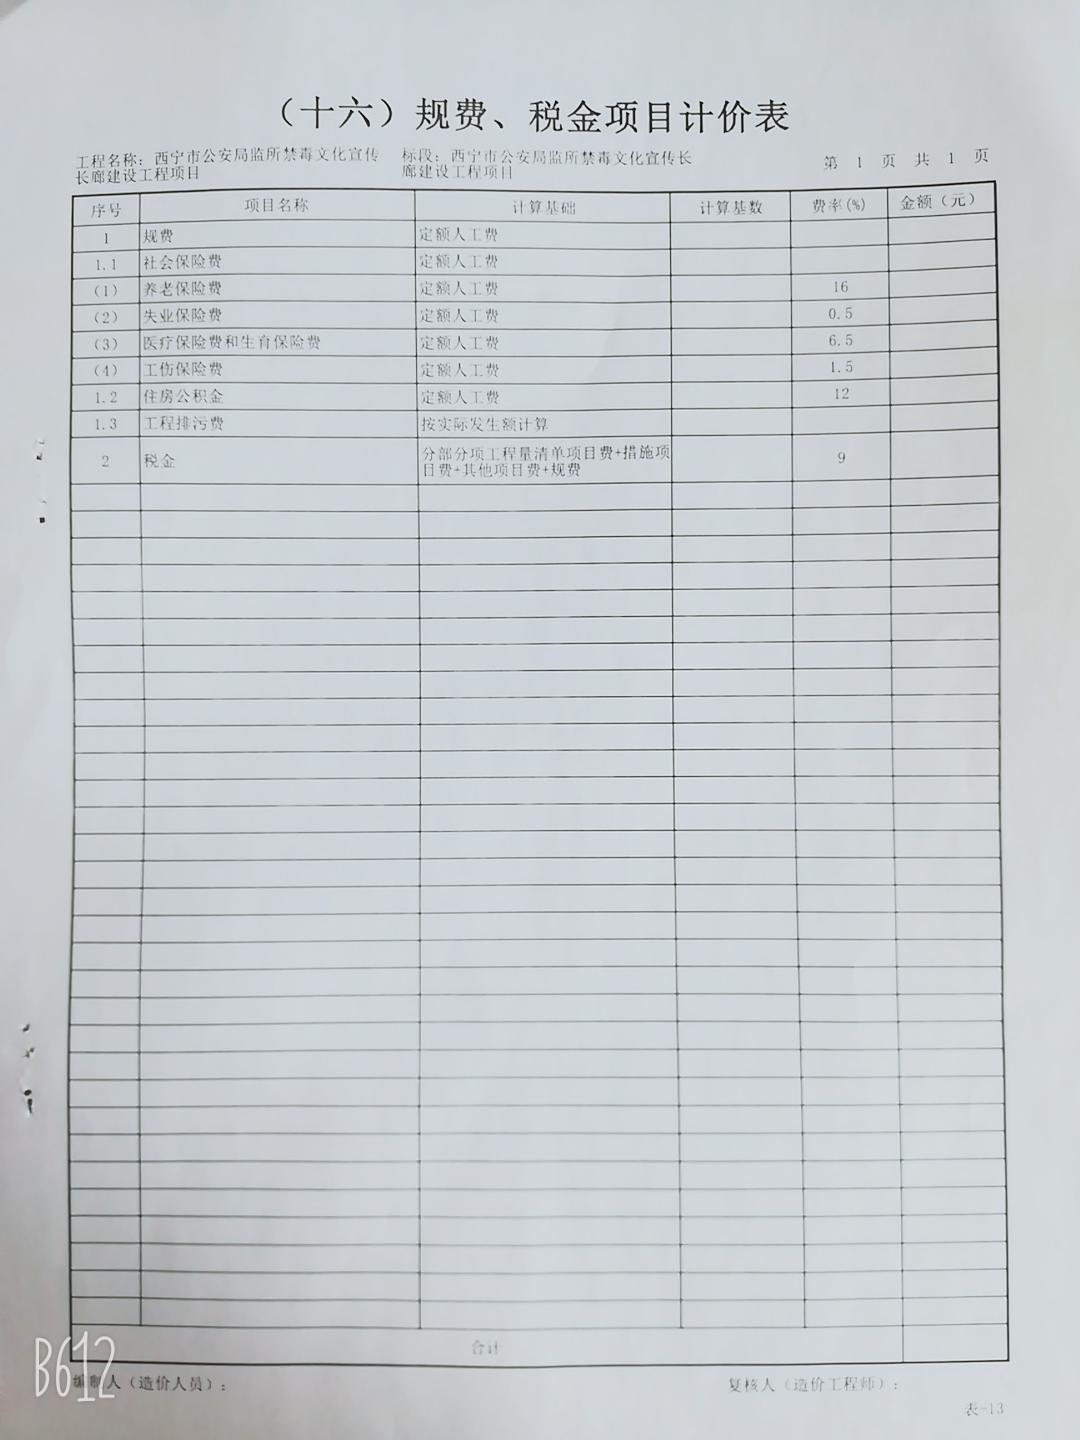 （十六）规费、税金项目计价表
工程名称：西宁市公安局监所禁毒文化宣传 标段：西宁市公安局监所禁毒文化宣传长 第 1 页 共 1 页
长廊建设工程项目 廊建设工程项目
序号 项目名称 计算基础 计算基数 费率(%) 金额（元）
1 规费 定额人工费
1.1 社会保险费 定额人工费
(1) 养老保险费 定额人工费 16
(2) 失业保险费 定额人工费 0.5
(3) 医疗保险费和生育保险费 定额人工费 6.5
(4) 工伤保险费 定额人工费 1.5
1.2 住房公积金 定额人工费 12
1.3 工程排污费 按实际发生额计算
2 税金 分部分项工程量清单项目费+措施项 9
目费+其他项目费+规费
合计
编制人（造价人员）： 复核人（造价工程师）：
表-13
B612